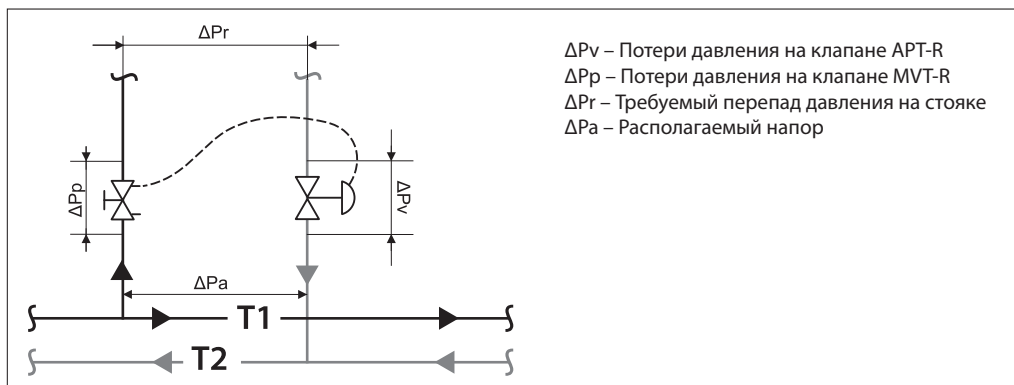 ΔPr
ΔPv – Потери давления на клапане APT-R
ΔPp – Потери давления на клапане MVT-R
ΔPr – Требуемый перепад давления на стояке
ΔPa – Располагаемый напор
ΔPp
ΔPv
ΔPa
T1
T2